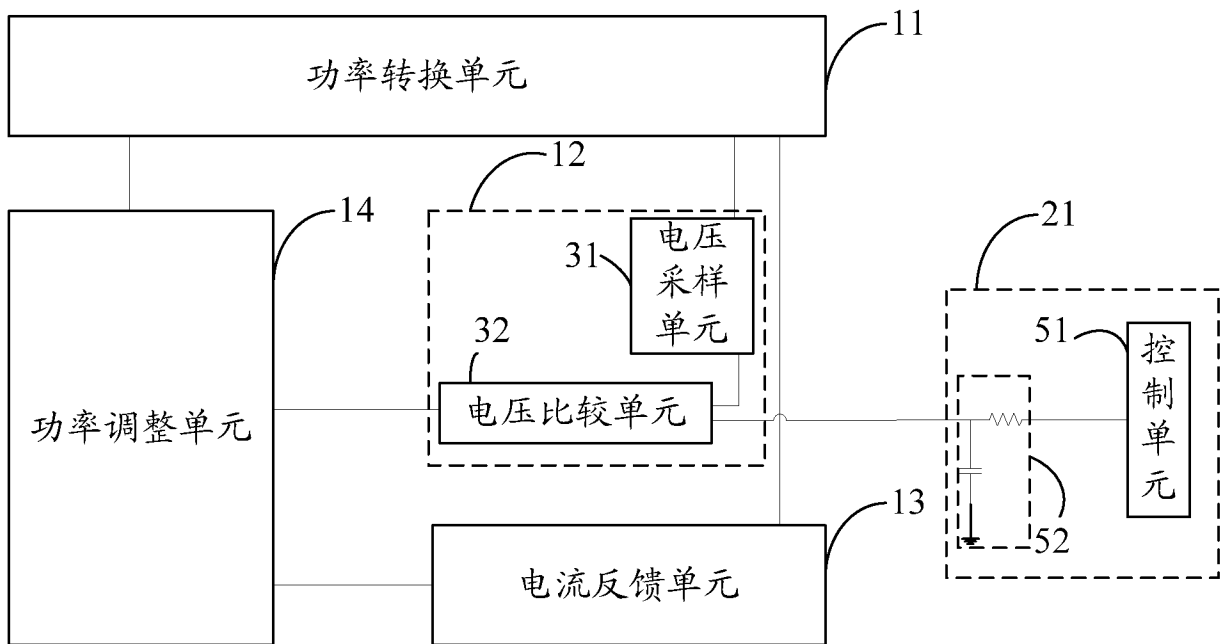 11
功率转换单元
12
14
21
31
电压
采样
单元
51
控制单元
32
电压比较单元
功率调整单元
13
52
电流反馈单元